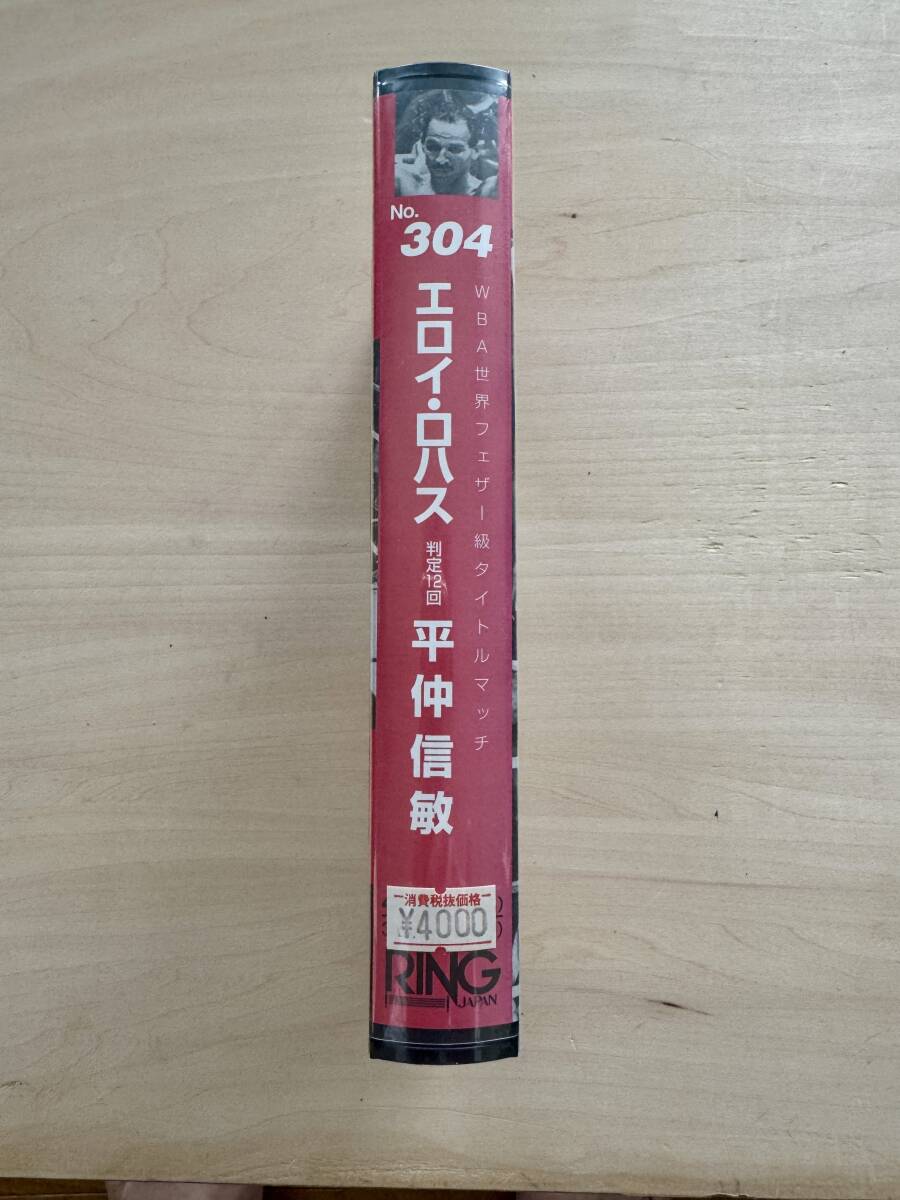 No.
304
WBA世界フェザー級タイトルマッチ
エロイ・ロハス
判定12回
平仲信敏
消費税抜価格
¥4000
RING
JAPAN